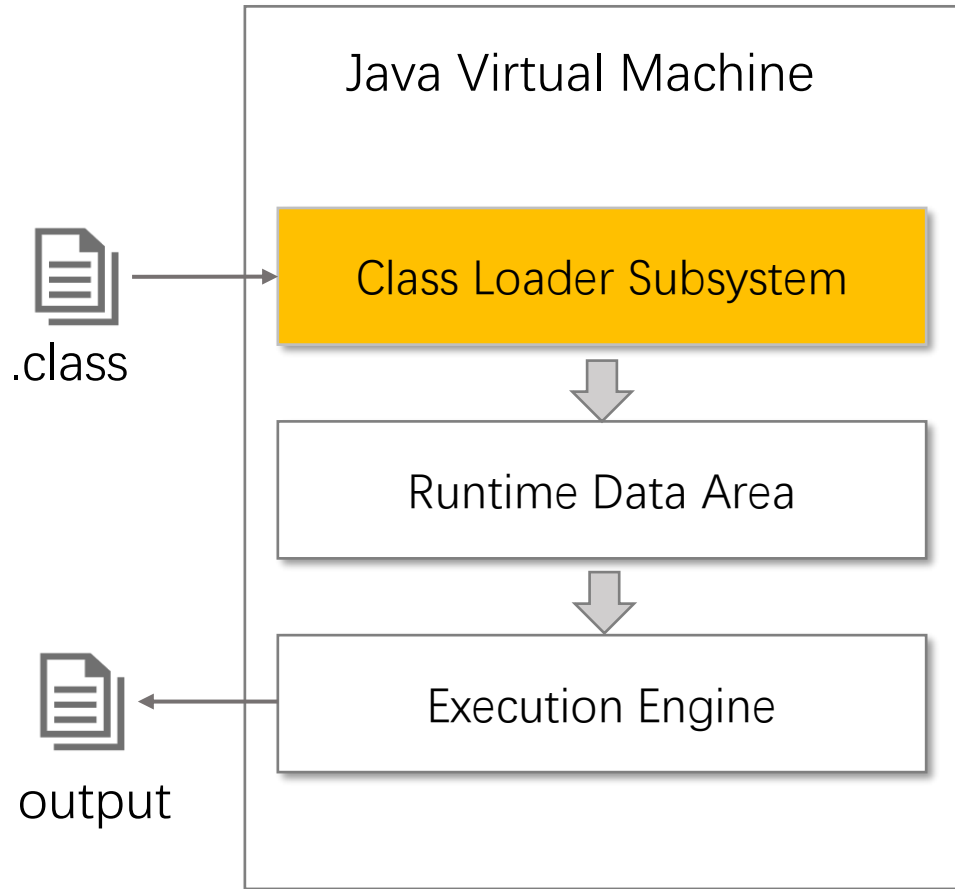 Java Virtual Machine
Class Loader Subsystem
.class
Runtime Data Area
Execution Engine
output